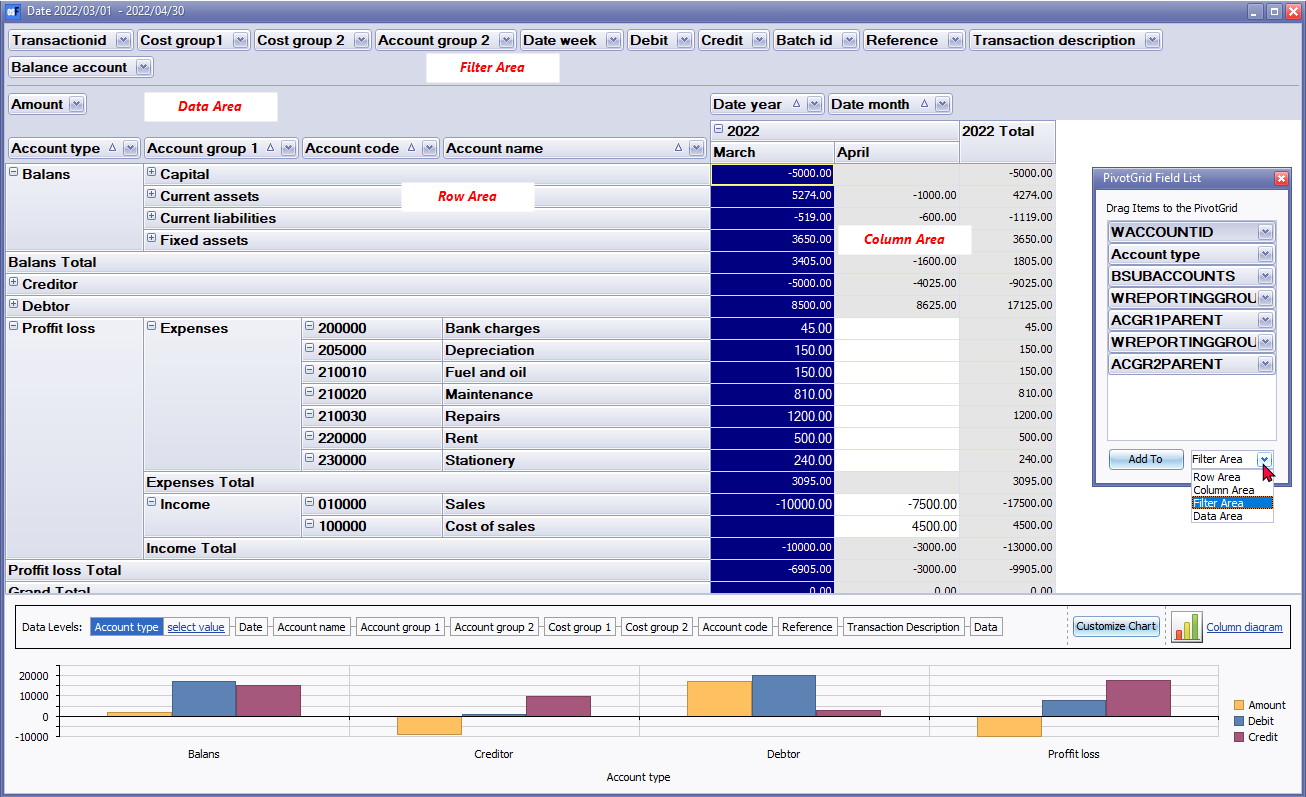 Date 2022/03/01 - 2022/04/30
Transactionid Cost group1 Cost group 2 Account group 2 Date week Debit Credit Batch id Reference Transaction description
Balance account
Filter Area
Amount
Data Area
Date year Date month
2022 2022 Total
Account type Account group 1 Account code Account name March April
Balans Capital -5000.00 -5000.00
Current assets 5274.00 -1000.00 4274.00
Row Area
Current liabilities -519.00 -600.00 -1119.00
Fixed assets 3650.00 3650.00
Column Area
Balans Total 3405.00 -1600.00 1805.00
Creditor -5000.00 -4025.00 -9025.00
Debtor 8500.00 8625.00 17125.00
Proffit loss Expenses 200000 Bank charges 45.00 45.00
205000 Depreciation 150.00 150.00
210010 Fuel and oil 150.00 150.00
210020 Maintenance 810.00 810.00
210030 Repairs 1200.00 1200.00
220000 Rent 500.00 500.00
230000 Stationery 240.00 240.00
Expenses Total 3095.00 3095.00
Income 010000 Sales -10000.00 -7500.00 -17500.00
100000 Cost of sales 4500.00 4500.00
Income Total -10000.00 -3000.00 -13000.00
Proffit loss Total -6905.00 -3000.00 -9905.00
Grand Total 0.00 0.00 0.00
PivotGrid Field List
Drag Items to the PivotGrid
WACCOUNTID
Account type
BSUBACCOUNTS
WREPORTINGGROU
ACGR1PARENT
WREPORTINGGROU
ACGR2PARENT
Add To Filter Area
Row Area
Column Area
Filter Area
Data Area
Data Levels: Account type select value Date Account name Account group 1 Account group 2 Cost group 1 Cost group 2 Account code Reference Transaction Description Data Customize Chart Column diagram
20000
10000
0
-10000
Balans Creditor Debtor Proffit loss
Account type
Amount
Debit
Credit